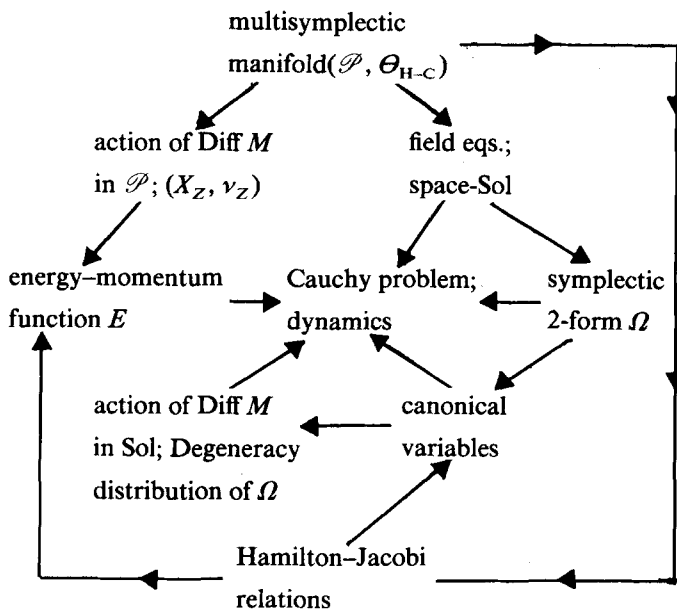 multisymplectic
manifold(𝒫, Θ_H–C)
action of Diff M
in 𝒫; (X_Z, ν_Z)
field eqs.;
space-Sol
energy–momentum
function E
Cauchy problem;
dynamics
symplectic
2-form Ω
action of Diff M
in Sol; Degeneracy
distribution of Ω
canonical
variables
Hamilton–Jacobi
relations